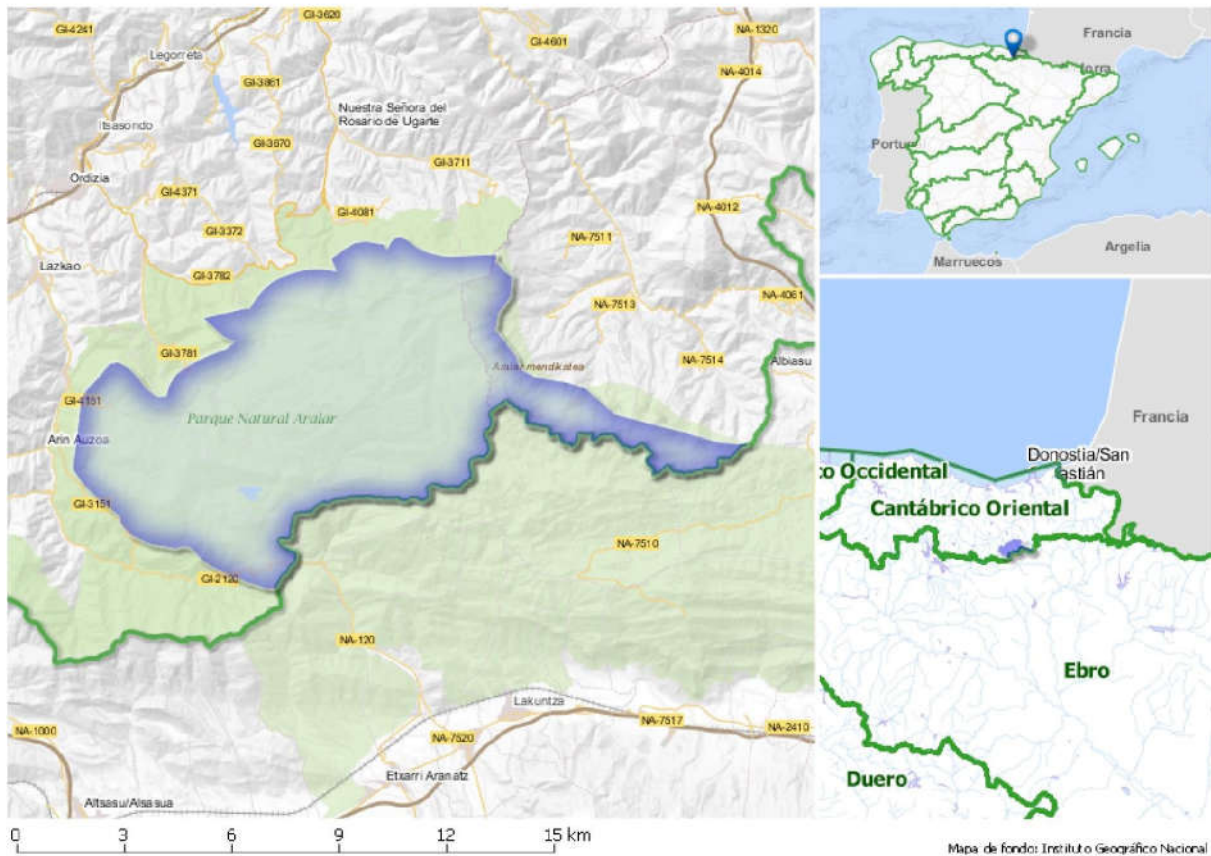 GI-4241
GI-3620
GI-4601
NA-1320
Legorreta
NA-4014
GI-3861
Nuestra Señora del
Rosario de Ugarte
Itsasondo
GI-3670
GI-3711
Ordizia
GI-4371
GI-4081
NA-4012
GI-3372
NA-7511
Lazkao
GI-3782
NA-4061
NA-7513
GI-3781
NA-7514
Albiasu
GI-4151
Parque Natural Aralar
Arin Auzoa
GI-3151
NA-7510
GI-2120
NA-120
Lakuntza
NA-7517
NA-2410
NA-1000
NA-7520
Etxarri Aranatz
Altsasu/Alsasua
0 3 6 9 12 15 km
Francia
Portu
dorra
Argelia
Marruecos
Francia
Donostia/San
astián
co Occidental
Cantábrico Oriental
Ebro
Duero
Mapa de fondo: Instituto Geográfico Nacional